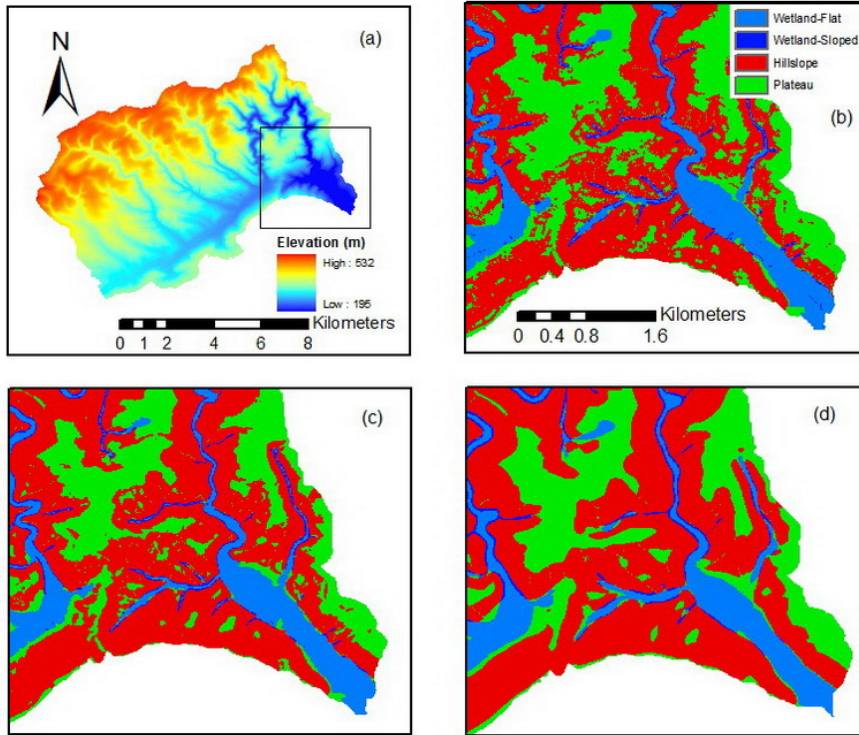 N
(a)
Elevation (m)
High : 532
Low : 195
Kilometers
0 1 2 4 6 8
Wetland-Flat
Wetland-Sloped
Hillslope
Plateau
(b)
Kilometers
0 0.4 0.8 1.6
(c)
(d)